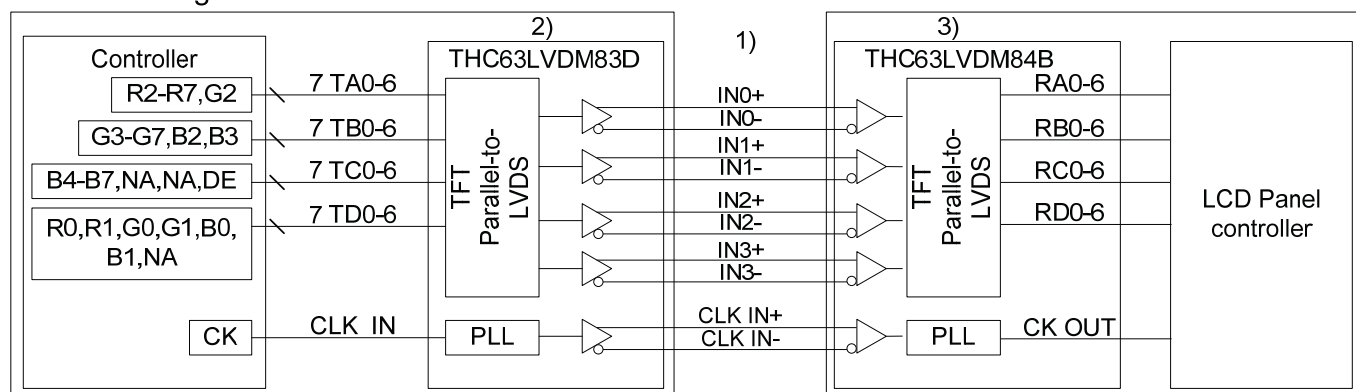 2)
1)
3)
Controller
THC63LVDM83D
THC63LVDM84B
R2-R7,G2
7 TA0-6
IN0+
IN0-
RA0-6
G3-G7,B2,B3
7 TB0-6
IN1+
IN1-
RB0-6
B4-B7,NA,NA,DE
7 TC0-6
IN2+
IN2-
RC0-6
R0,R1,G0,G1,B0,
B1,NA
7 TD0-6
IN3+
IN3-
RD0-6
TFT
Parallel-to-
LVDS
TFT
Parallel-to-
LVDS
LCD Panel
controller
CK
CLK IN
PLL
CLK IN+
CLK IN-
PLL
CK OUT